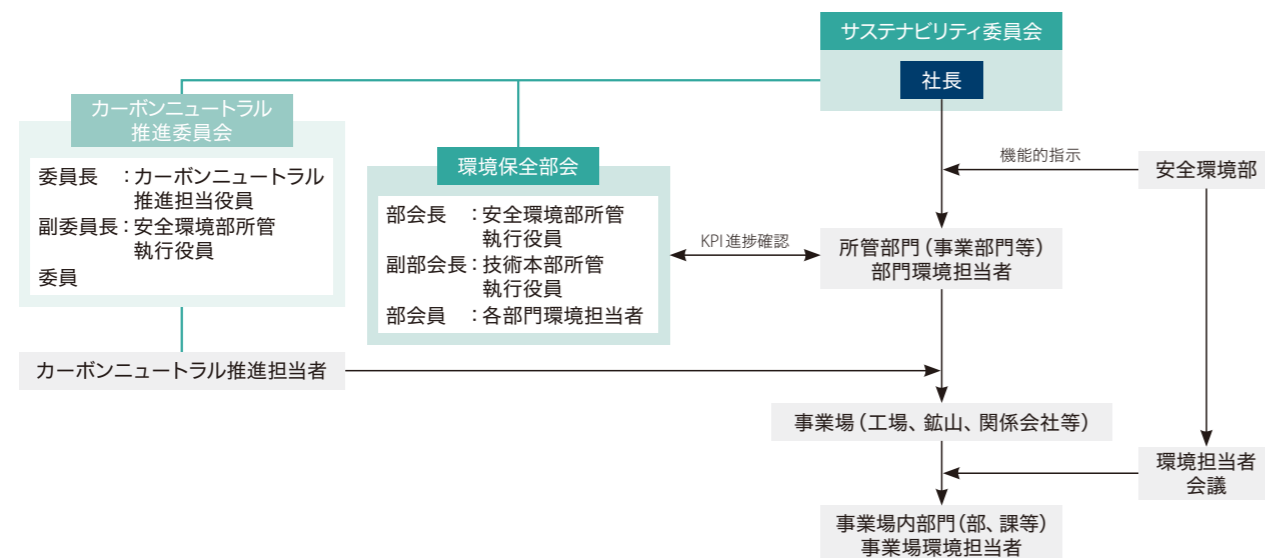 サステナビリティ委員会
社長
カーボンニュートラル
推進委員会
委員長　：カーボンニュートラル
推進担当役員
副委員長：安全環境部所管
執行役員
委員
環境保全部会
部会長　：安全環境部所管
執行役員
副部会長：技術本部所管
執行役員
部会員　：各部門環境担当者
機能的指示
安全環境部
KPI進捗確認
所管部門（事業部門等）
部門環境担当者
カーボンニュートラル推進担当者
事業場（工場、鉱山、関係会社等）
環境担当者
会議
事業場内部門（部、課等）
事業場環境担当者